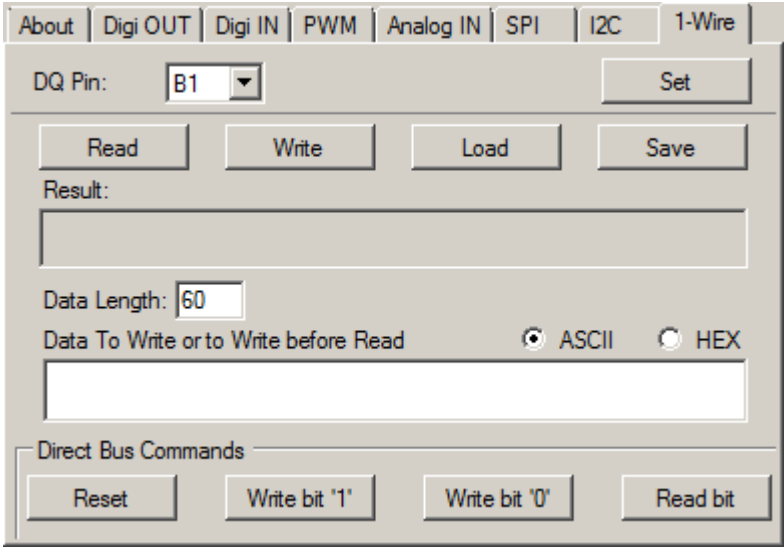 About Digi OUT Digi IN PWM Analog IN SPI I2C 1-Wire
DQ Pin: B1 Set
Read Write Load Save
Result:
Data Length: 60
Data To Write or to Write before Read ASCII HEX
Direct Bus Commands
Reset Write bit '1' Write bit '0' Read bit